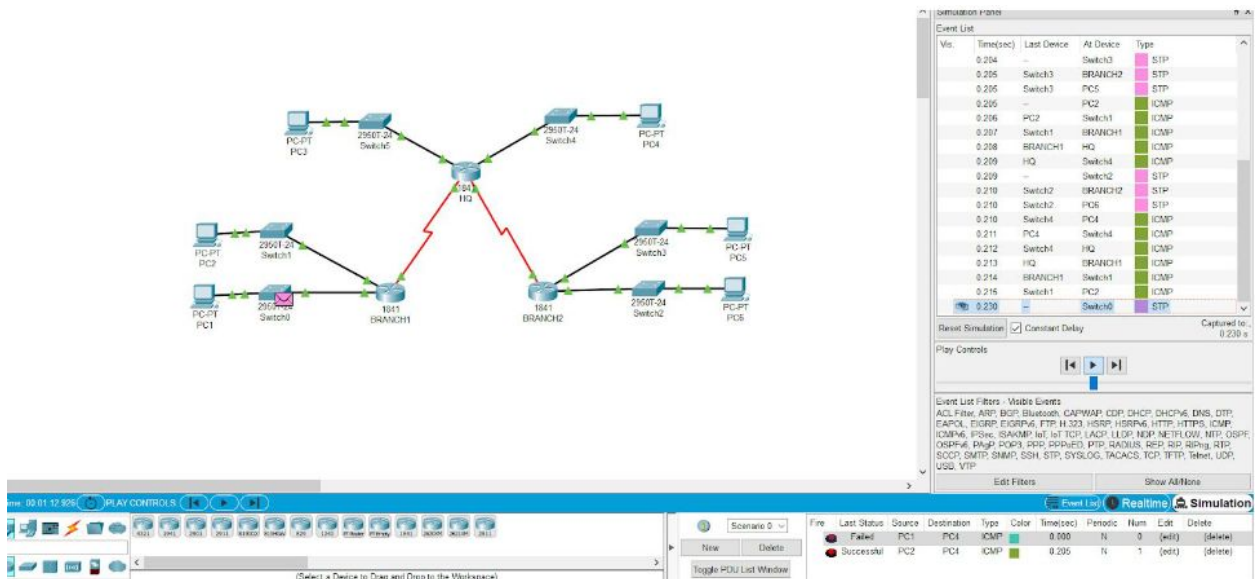 Simulation Panel
Event List
Vis. Time(sec) Last Device At Device Type
0.204 -- Switch3 STP
0.205 Switch3 BRANCH2 STP
0.205 Switch3 PC5 STP
0.205 -- PC2 ICMP
0.206 PC2 Switch1 ICMP
0.207 Switch1 BRANCH1 ICMP
0.208 BRANCH1 HQ ICMP
0.209 HQ Switch4 ICMP
0.209 -- Switch2 STP
0.210 Switch2 BRANCH2 STP
0.210 Switch2 PC6 STP
0.210 Switch4 PC4 ICMP
0.211 PC4 Switch4 ICMP
0.212 Switch4 HQ ICMP
0.213 HQ BRANCH1 ICMP
0.214 BRANCH1 Switch1 ICMP
0.215 Switch1 PC2 ICMP
0.230 -- Switch0 STP
Reset Simulation Constant Delay Captured to:
0.230 s
Play Controls
Event List Filters - Visible Events
ACL Filter, ARP, BGP, Bluetooth, CAPWAP, CDP, DHCP, DHCPv6, DNS, DTP,
EAPOL, EIGRP, EIGRPv6, FTP, H.323, HSRP, HSRPv6, HTTP, HTTPS, ICMP,
ICMPv6, IPSec, ISAKMP, IoT, IoT TCP, LACP, LLDP, NDP, NETFLOW, NTP, OSPF,
OSPFv6, PAgP, POP3, PPP, PPPoED, PTP, RADIUS, REP, RIP, RIPng, RTP,
SCCP, SMTP, SNMP, SSH, STP, SYSLOG, TACACS, TCP, TFTP, Telnet, UDP,
USB, VTP
Edit Filters Show All/None
PC-PT
PC3
2950T-24
Switch5
2950T-24
Switch4
PC-PT
PC4
1841
HQ
PC-PT
PC2
2950T-24
Switch1
2950T-24
Switch3
PC-PT
PC5
PC-PT
PC1
Switch0
1841
BRANCH1
1841
BRANCH2
2950T-24
Switch2
PC-PT
PC6
00:01:12.926 PLAY CONTROLS:
Event List Realtime Simulation
Scenario 0
New Delete
Toggle PDU List Window
Fire Last Status Source Destination Type Color Time(sec) Periodic Num Edit Delete
Failed PC1 PC4 ICMP 0.000 N 0 (edit) (delete)
Successful PC2 PC4 ICMP 0.205 N 1 (edit) (delete)
(Select a Device to Drag and Drop to the Workspace)